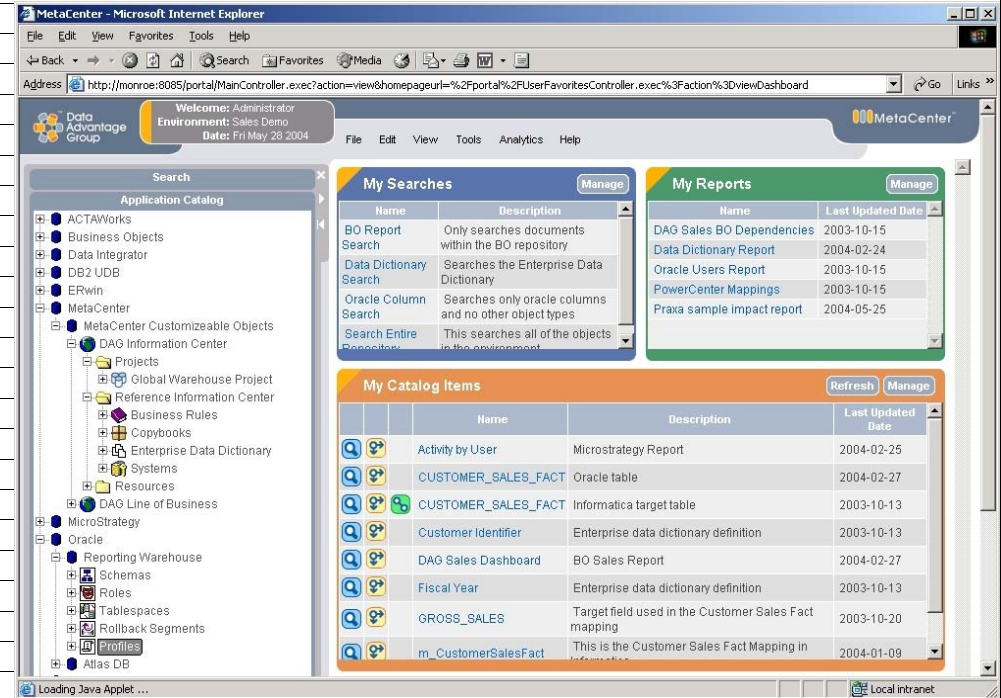 MetaCenter - Microsoft Internet Explorer
File Edit View Favorites Tools Help
Back Search Favorites Media
Address http://monroe:8085/portal/MainController.exec?action=view&homepageurl=%2Fportal%2FUserFavoritesController.exec%3Faction%3DviewDashboard Go Links »
Data Advantage Group
Welcome: Administrator
Environment: Sales Demo
Date: Fri May 28 2004
File Edit View Tools Analytics Help
MetaCenter
Search
Application Catalog
ACTAWorks
Business Objects
Data Integrator
DB2 UDB
ERwin
MetaCenter
MetaCenter Customizeable Objects
DAG Information Center
Projects
Global Warehouse Project
Reference Information Center
Business Rules
Copybooks
Enterprise Data Dictionary
Systems
Resources
DAG Line of Business
MicroStrategy
Oracle
Reporting Warehouse
Schemas
Roles
Tablespaces
Rollback Segments
Profiles
Atlas DB
My Searches Manage
Name Description
BO Report Search Only searches documents within the BO repository
Data Dictionary Search Searches the Enterprise Data Dictionary
Oracle Column Search Searches only oracle columns and no other object types
Search Entire Repository This searches all of the objects in the environment
My Reports Manage
Name Last Updated Date
DAG Sales BO Dependencies 2003-10-15
Data Dictionary Report 2004-02-24
Oracle Users Report 2003-10-15
PowerCenter Mappings 2003-10-15
Praxa sample impact report 2004-05-25
My Catalog Items Refresh Manage
Name Description Last Updated Date
Activity by User Microstrategy Report 2004-02-25
CUSTOMER_SALES_FACT Oracle table 2004-02-27
CUSTOMER_SALES_FACT Informatica target table 2003-10-13
Customer Identifier Enterprise data dictionary definition 2003-10-13
DAG Sales Dashboard BO Sales Report 2004-02-27
Fiscal Year Enterprise data dictionary definition 2003-10-13
GROSS_SALES Target field used in the Customer Sales Fact mapping 2003-10-20
m_CustomerSalesFact This is the Customer Sales Fact Mapping in Informatica 2004-01-09
Loading Java Applet ... Local intranet